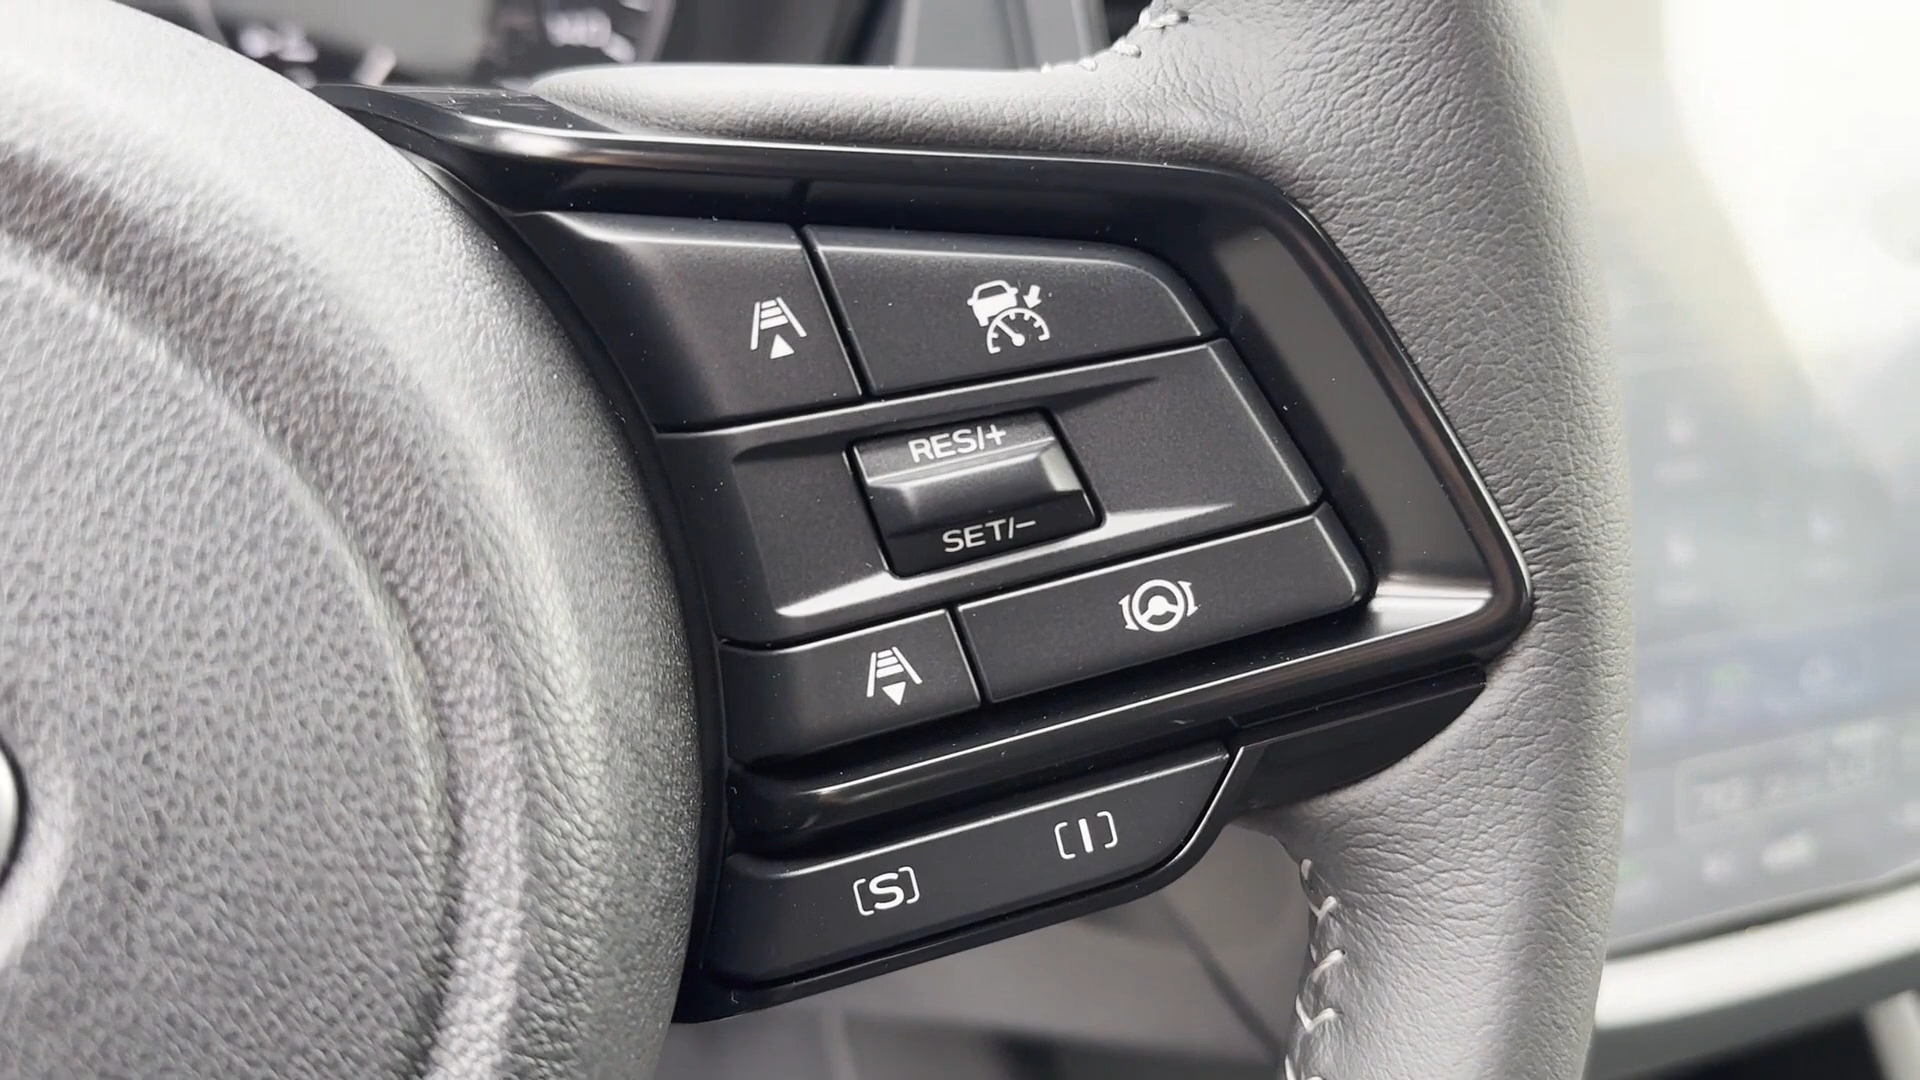 RES/+
SET/−
[S]
[I]